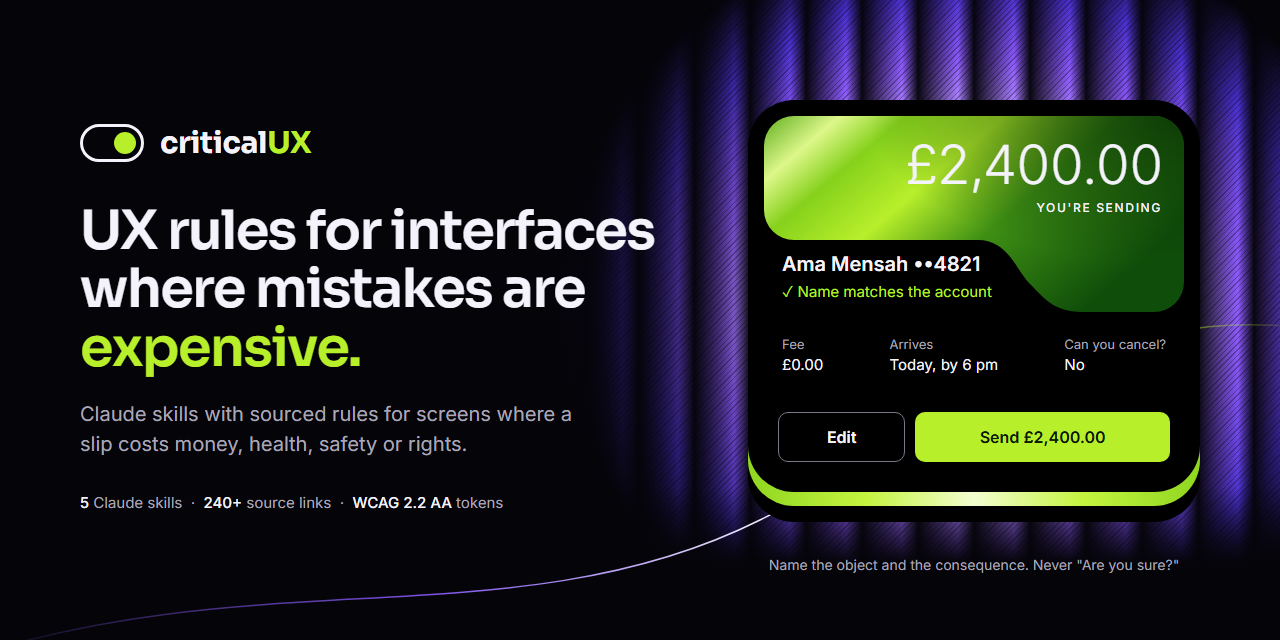 criticalUX
UX rules for interfaces
where mistakes are
expensive.
Claude skills with sourced rules for screens where a
slip costs money, health, safety or rights.
5 Claude skills · 240+ source links · WCAG 2.2 AA tokens
£2,400.00
YOU'RE SENDING
Ama Mensah ••4821
✓ Name matches the account
Fee Arrives Can you cancel?
£0.00 Today, by 6 pm No
Edit Send £2,400.00
Name the object and the consequence. Never "Are you sure?"